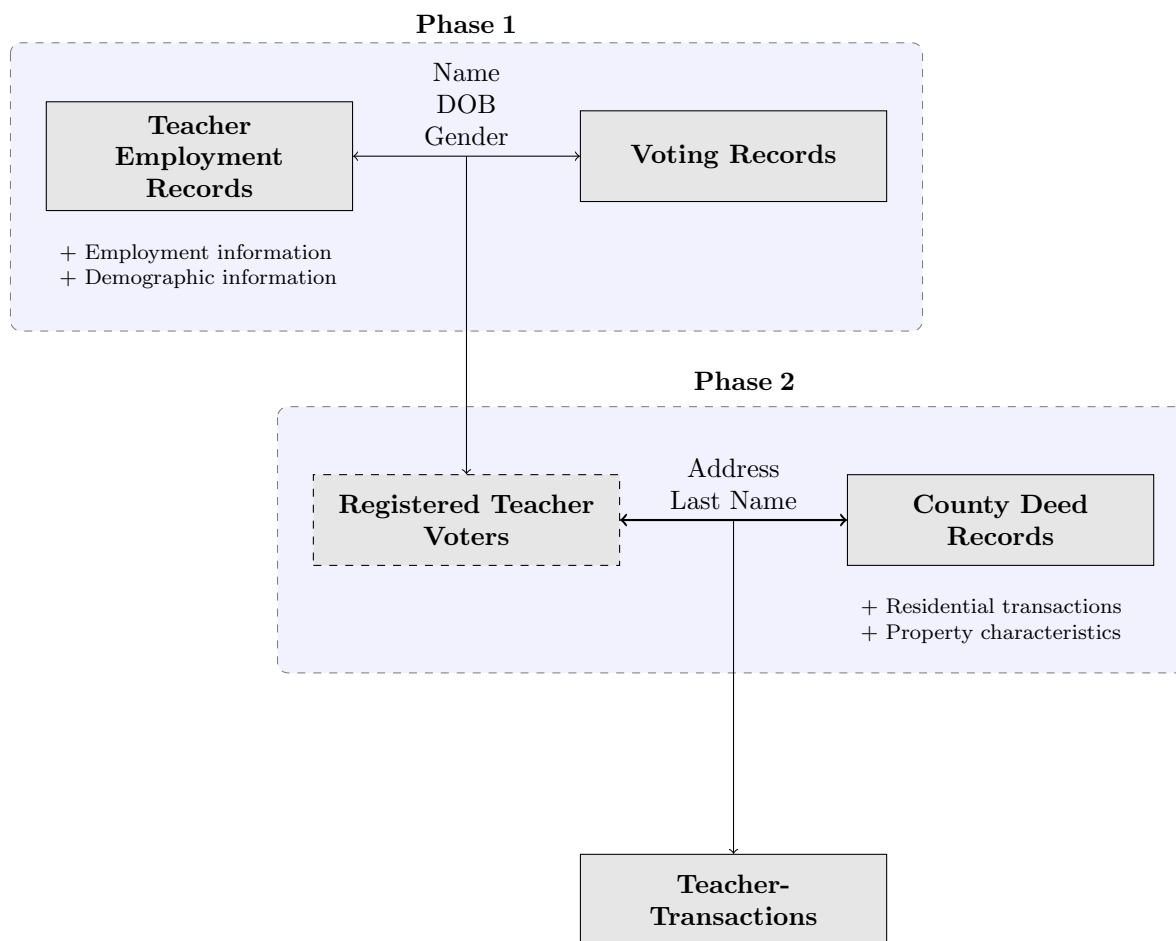 Phase 1
Name
DOB
Gender
Teacher
Employment
Records
Voting Records
+ Employment information
+ Demographic information
Phase 2
Address
Last Name
Registered Teacher
Voters
County Deed
Records
+ Residential transactions
+ Property characteristics
Teacher-
Transactions